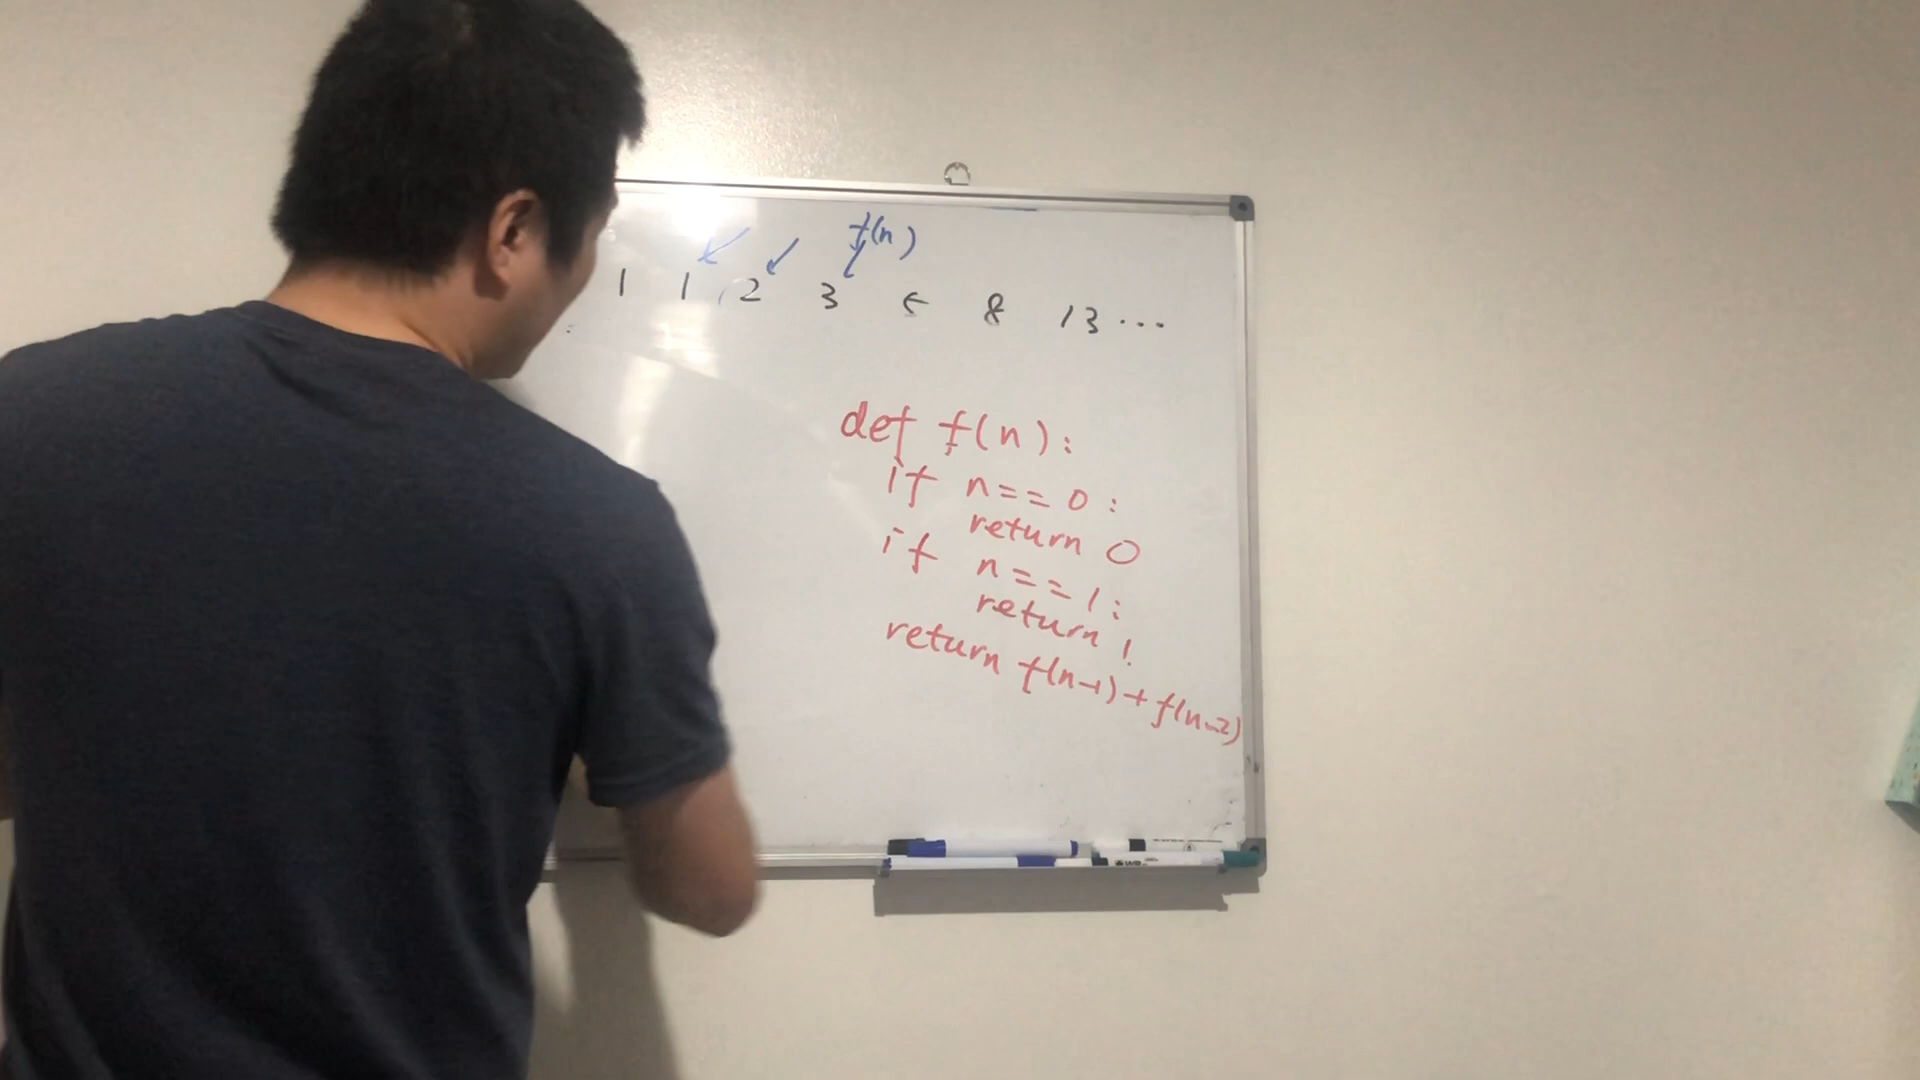 f(n)
1 1 2 3 5 8 13 ...
def f(n):
if n==0:
return 0
if n==1:
return 1
return f(n-1)+f(n-2)